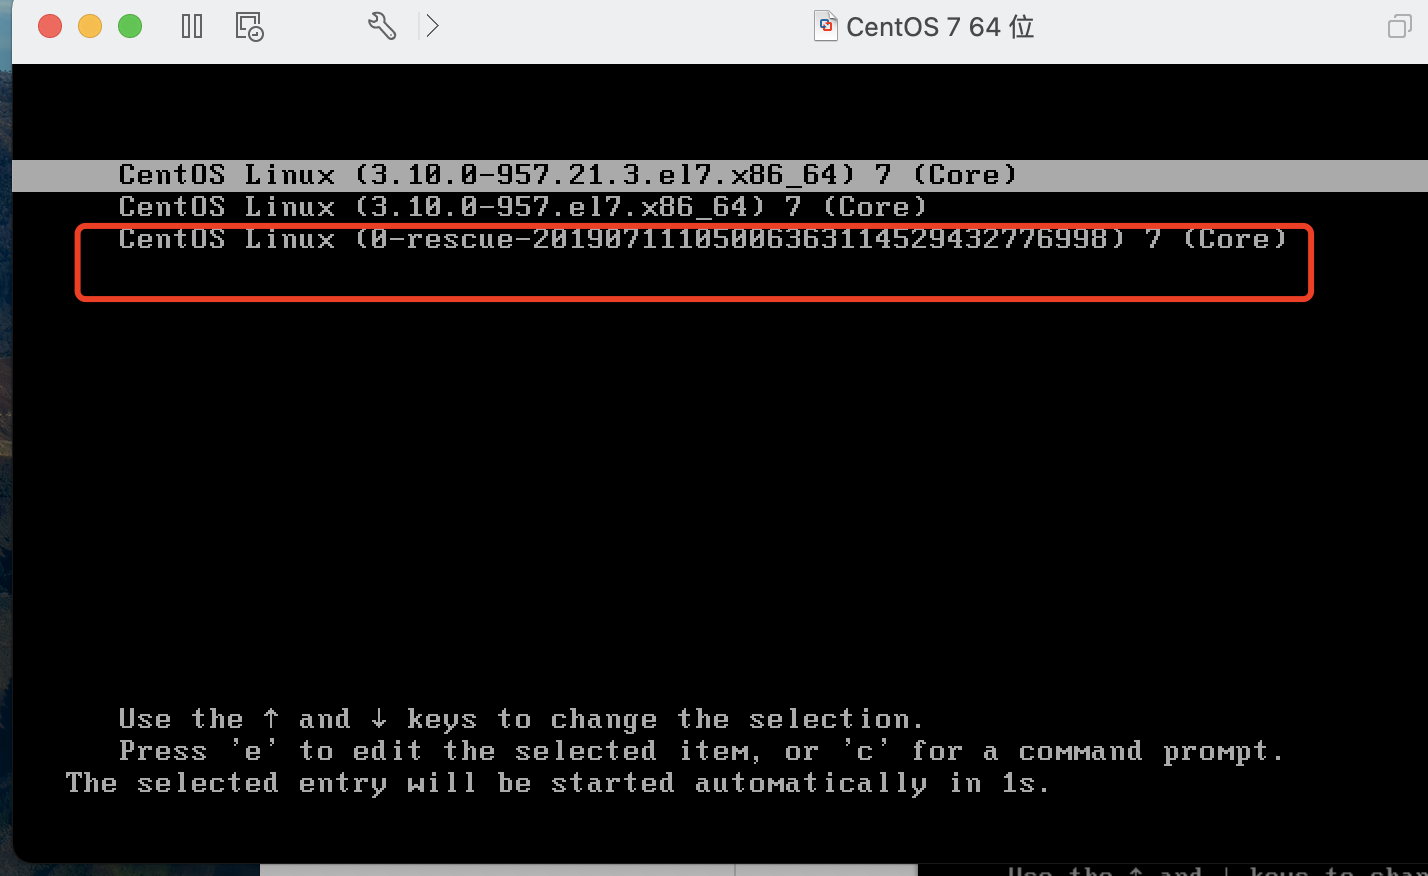 CentOS 7 64 位
CentOS Linux (3.10.0-957.21.3.el7.x86_64) 7 (Core)
CentOS Linux (3.10.0-957.el7.x86_64) 7 (Core)
CentOS Linux (0-rescue-20190711105006363114529432776998) 7 (Core)
Use the ↑ and ↓ keys to change the selection.
Press 'e' to edit the selected item, or 'c' for a command prompt.
The selected entry will be started automatically in 1s.
Use the ↑ and ↓ keys to